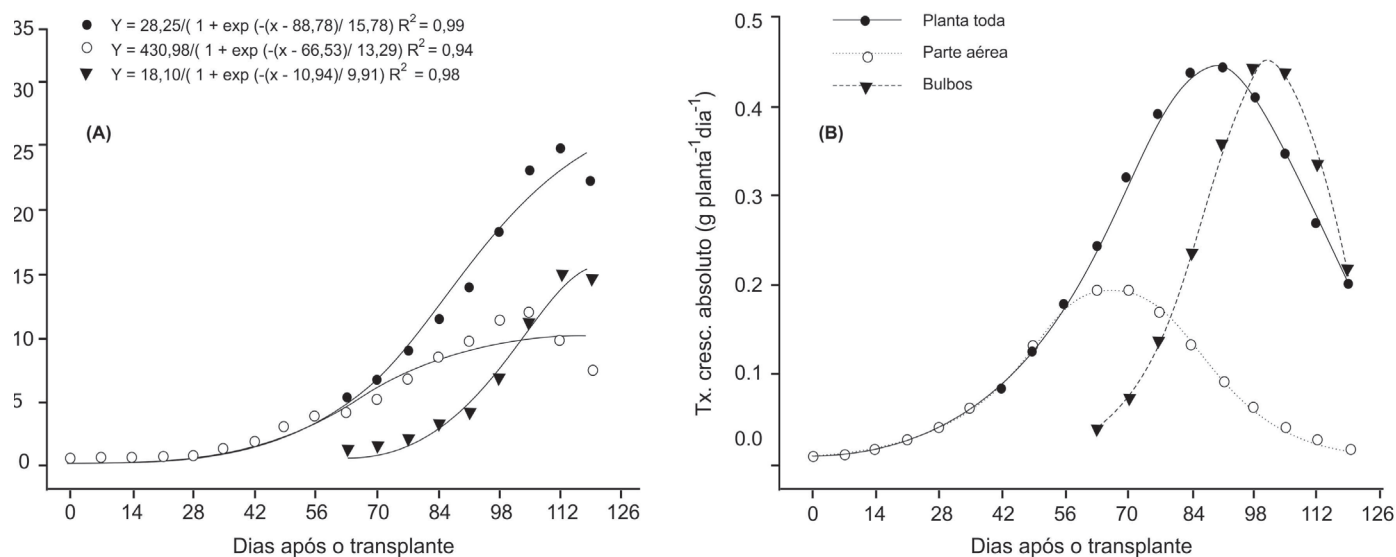 Y = 28,25/( 1 + exp (-(x - 88,78)/ 15,78) R² = 0,99
Y = 430,98/( 1 + exp (-(x - 66,53)/ 13,29) R² = 0,94
Y = 18,10/( 1 + exp (-(x - 10,94)/ 9,91) R² = 0,98
(A)
35
30
25
20
15
10
5
0
0 14 28 42 56 70 84 98 112 126
Dias após o transplante
Planta toda
Parte aérea
Bulbos
(B)
Tx. cresc. absoluto (g planta⁻¹dia⁻¹)
0.5
0.4
0.3
0.2
0.1
0.0
0 14 28 42 56 70 84 98 112 126
Dias após o transplante